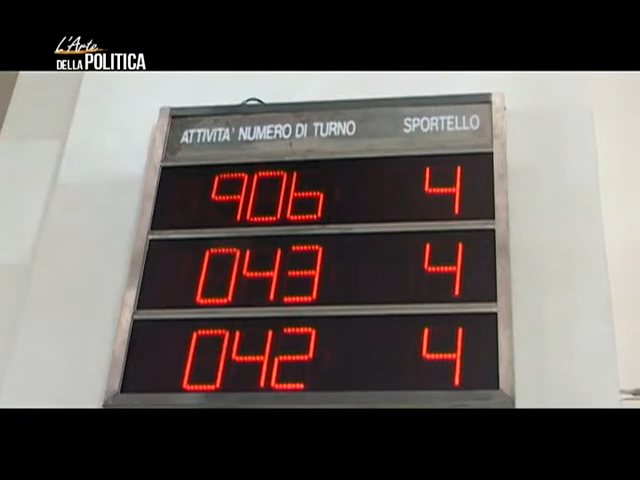 L'Arte
DELLA POLITICA
ATTIVITA' NUMERO DI TURNO SPORTELLO
906 4
043 4
042 4